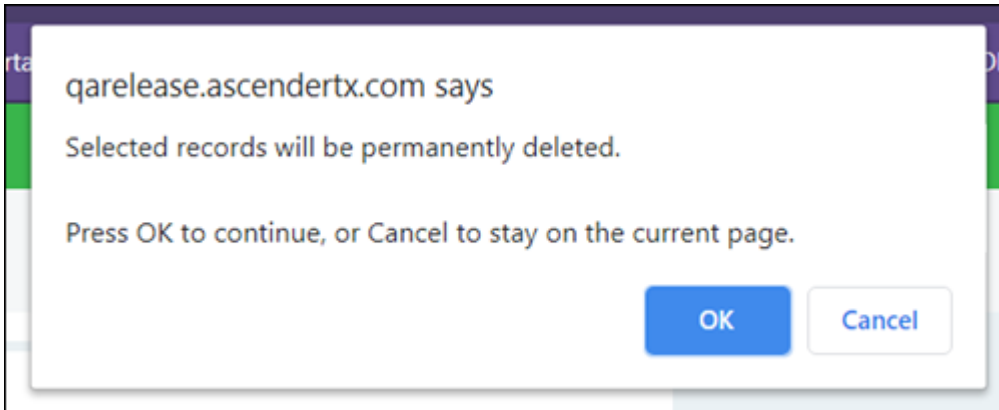 qarelease.ascendertx.com says
Selected records will be permanently deleted.
Press OK to continue, or Cancel to stay on the current page.
OK Cancel